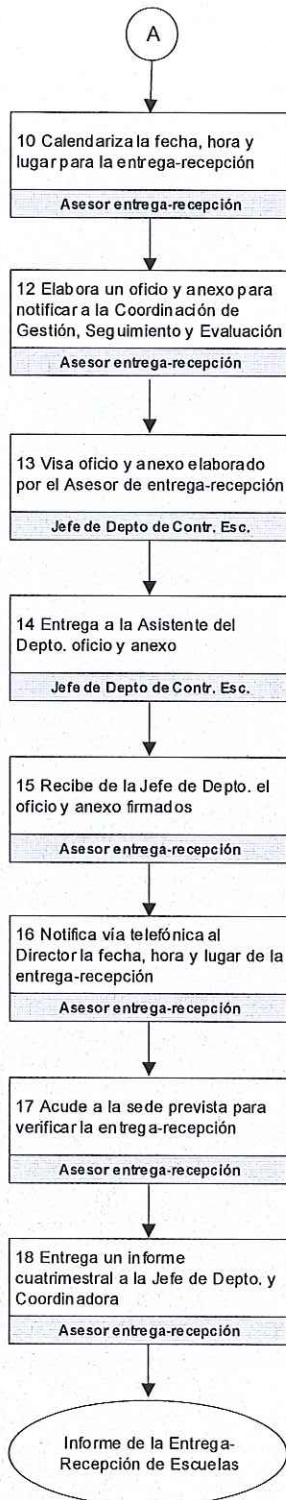 A
10 Calendariza la fecha, hora y
lugar para la entrega-recepción
Asesor entrega-recepción
12 Elabora un oficio y anexo para
notificar a la Coordinación de
Gestión, Seguimiento y Evaluación
Asesor entrega-recepción
13 Visa oficio y anexo elaborado
por el Asesor de entrega-recepción
Jefe de Depto de Contr. Esc.
14 Entrega a la Asistente del
Depto. oficio y anexo
Jefe de Depto de Contr. Esc.
15 Recibe de la Jefe de Depto. el
oficio y anexo firmados
Asesor entrega-recepción
16 Notifica vía telefónica al
Director la fecha, hora y lugar de la
entrega-recepción
Asesor entrega-recepción
17 Acude a la sede prevista para
verificar la entrega-recepción
Asesor entrega-recepción
18 Entrega un informe
cuatrimestral a la Jefe de Depto. y
Coordinadora
Asesor entrega-recepción
Informe de la Entrega-
Recepción de Escuelas